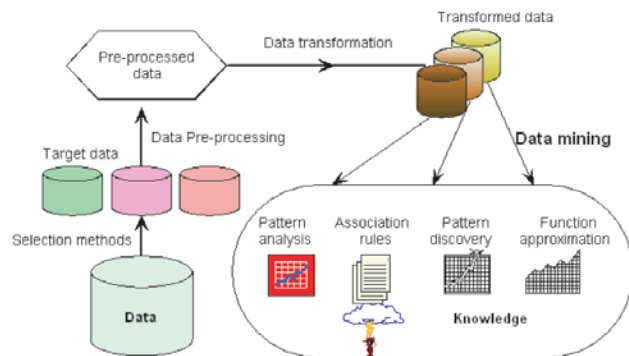 Transformed data
Data transformation
Pre-processed
data
Data mining
Data Pre-processing
Target data
Selection methods
Data
Pattern
analysis
Association
rules
Pattern
discovery
Function
approximation
Knowledge